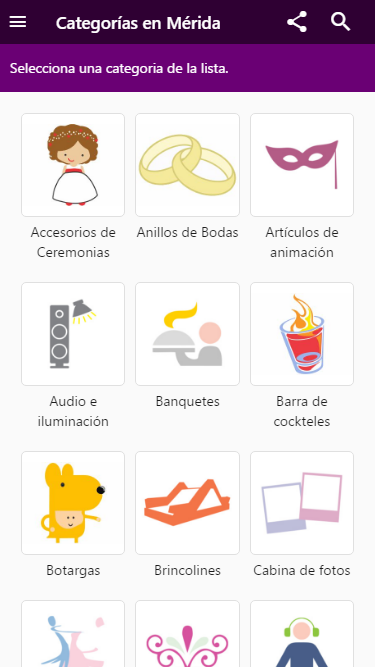 Categorías en Mérida
Selecciona una categoria de la lista.
Accesorios de
Ceremonias
Anillos de Bodas
Artículos de
animación
Audio e
iluminación
Banquetes
Barra de
cockteles
Botargas
Brincolines
Cabina de fotos